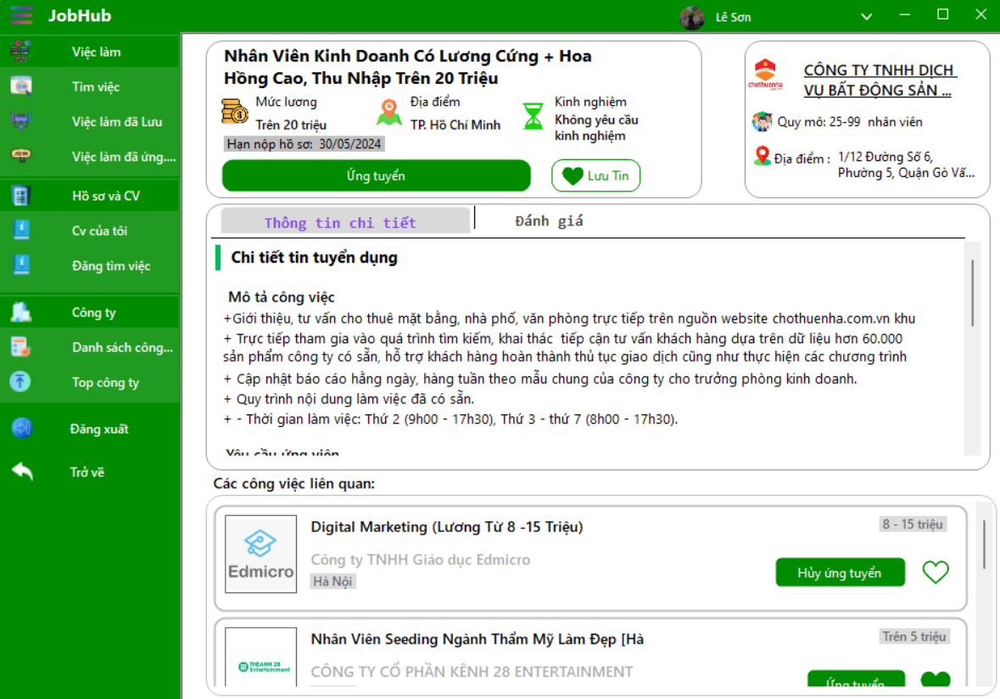 JobHub
Lê Sơn
Việc làm
Tìm việc
Việc làm đã Lưu
Việc làm đã ứng....
Hồ sơ và CV
Cv của tôi
Đăng tìm việc
Công ty
Danh sách công...
Top công ty
Đăng xuất
Trở về
Nhân Viên Kinh Doanh Có Lương Cứng + Hoa
Hồng Cao, Thu Nhập Trên 20 Triệu
Mức lương
Trên 20 triệu
Địa điểm
TP. Hồ Chí Minh
Kinh nghiệm
Không yêu cầu
kinh nghiệm
Hạn nộp hồ sơ: 30/05/2024
Ứng tuyển
Lưu Tin
chothuenha
CÔNG TY TNHH DỊCH
VỤ BẤT ĐỘNG SẢN ...
Quy mô: 25-99 nhân viên
Địa điểm : 1/12 Đường Số 6,
Phường 5, Quận Gò Vấ...
Thông tin chi tiết
Đánh giá
Chi tiết tin tuyển dụng
Mô tả công việc
+Giới thiệu, tư vấn cho thuê mặt bằng, nhà phố, văn phòng trực tiếp trên nguồn website chothuenha.com.vn khu
+ Trực tiếp tham gia vào quá trình tìm kiếm, khai thác tiếp cận tư vấn khách hàng dựa trên dữ liệu hơn 60.000
sản phẩm công ty có sẵn, hỗ trợ khách hàng hoàn thành thủ tục giao dịch cũng như thực hiện các chương trình
+ Cập nhật báo cáo hằng ngày, hàng tuần theo mẫu chung của công ty cho trưởng phòng kinh doanh.
+ Quy trình nội dung làm việc đã có sẵn.
+ - Thời gian làm việc: Thứ 2 (9h00 - 17h30), Thứ 3 - thứ 7 (8h00 - 17h30).
Yêu cầu ứng viên
Các công việc liên quan:
Edmicro
Digital Marketing (Lương Từ 8 -15 Triệu)
8 - 15 triệu
Công ty TNHH Giáo dục Edmicro
Hà Nội
Hủy ứng tuyển
THEANH 28
Entertainment
Nhân Viên Seeding Ngành Thẩm Mỹ Làm Đẹp [Hà
Trên 5 triệu
CÔNG TY CỔ PHẦN KÊNH 28 ENTERTAINMENT
Ứng tuyển